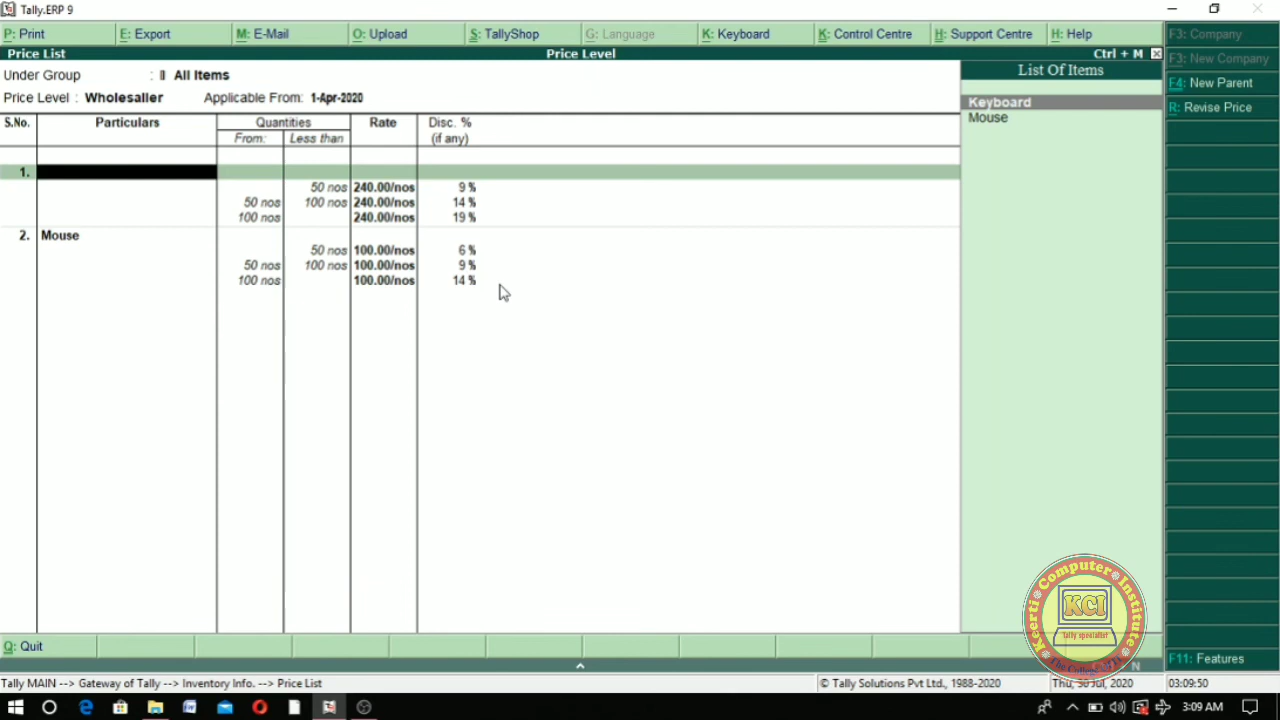 Tally.ERP 9
P: Print E: Export M: E-Mail O: Upload S: TallyShop G: Language K: Keyboard K: Control Centre H: Support Centre H: Help F3: Company
Price List Price Level Ctrl + M F3: New Company
Under Group : All Items List Of Items F4: New Parent
Price Level : Wholesaller Applicable From: 1-Apr-2020 Keyboard R: Revise Price
S.No. Particulars Quantities Rate Disc. % Mouse
From: Less than (if any)
1.
50 nos 240.00/nos 9 %
50 nos 100 nos 240.00/nos 14 %
100 nos 240.00/nos 19 %
2. Mouse
50 nos 100.00/nos 6 %
50 nos 100 nos 100.00/nos 9 %
100 nos 100.00/nos 14 %
Keerti Computer Institute
KCI
tally specialist
Q: Quit N F11: Features
Tally MAIN --> Gateway of Tally --> Inventory Info. --> Price List © Tally Solutions Pvt Ltd., 1988-2020 Thu, 30 Jul, 2020 03:09:50
3:09 AM